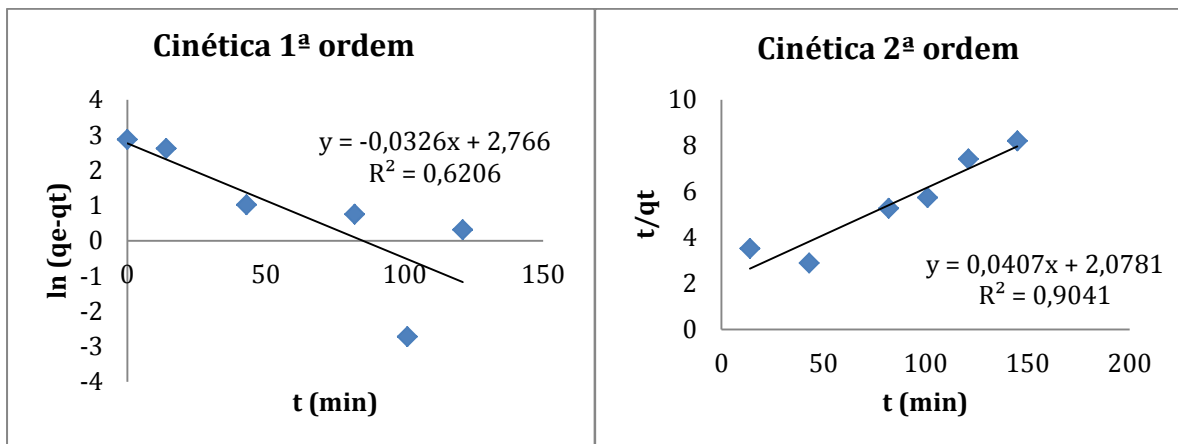 Cinética 1ª ordem
4
3
2
1
0
-1
-2
-3
-4
0
50
100
150
y = -0,0326x + 2,766
R² = 0,6206
ln (qe-qt)
t (min)
Cinética 2ª ordem
10
8
6
4
2
0
0
50
100
150
200
y = 0,0407x + 2,0781
R² = 0,9041
t/qt
t (min)